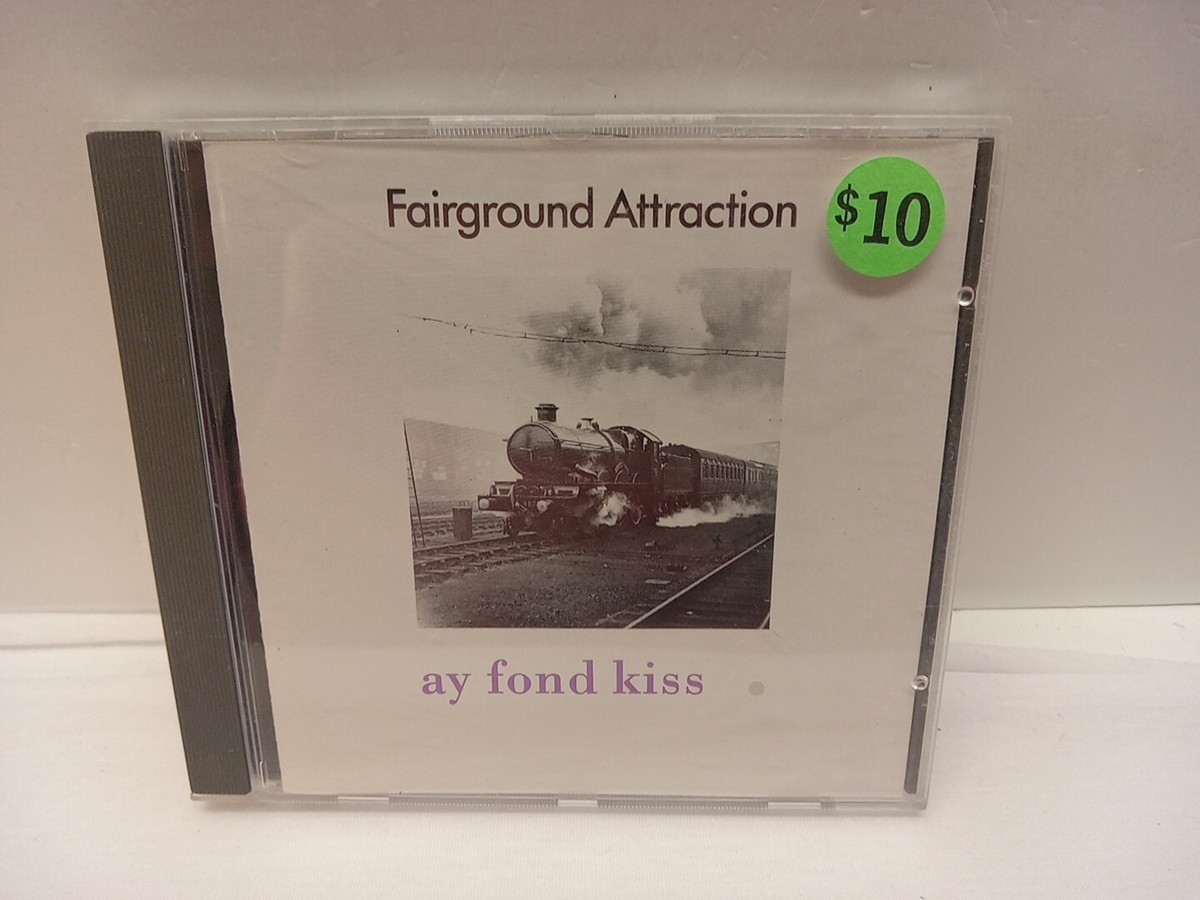 Fairground Attraction
$10
ay fond kiss